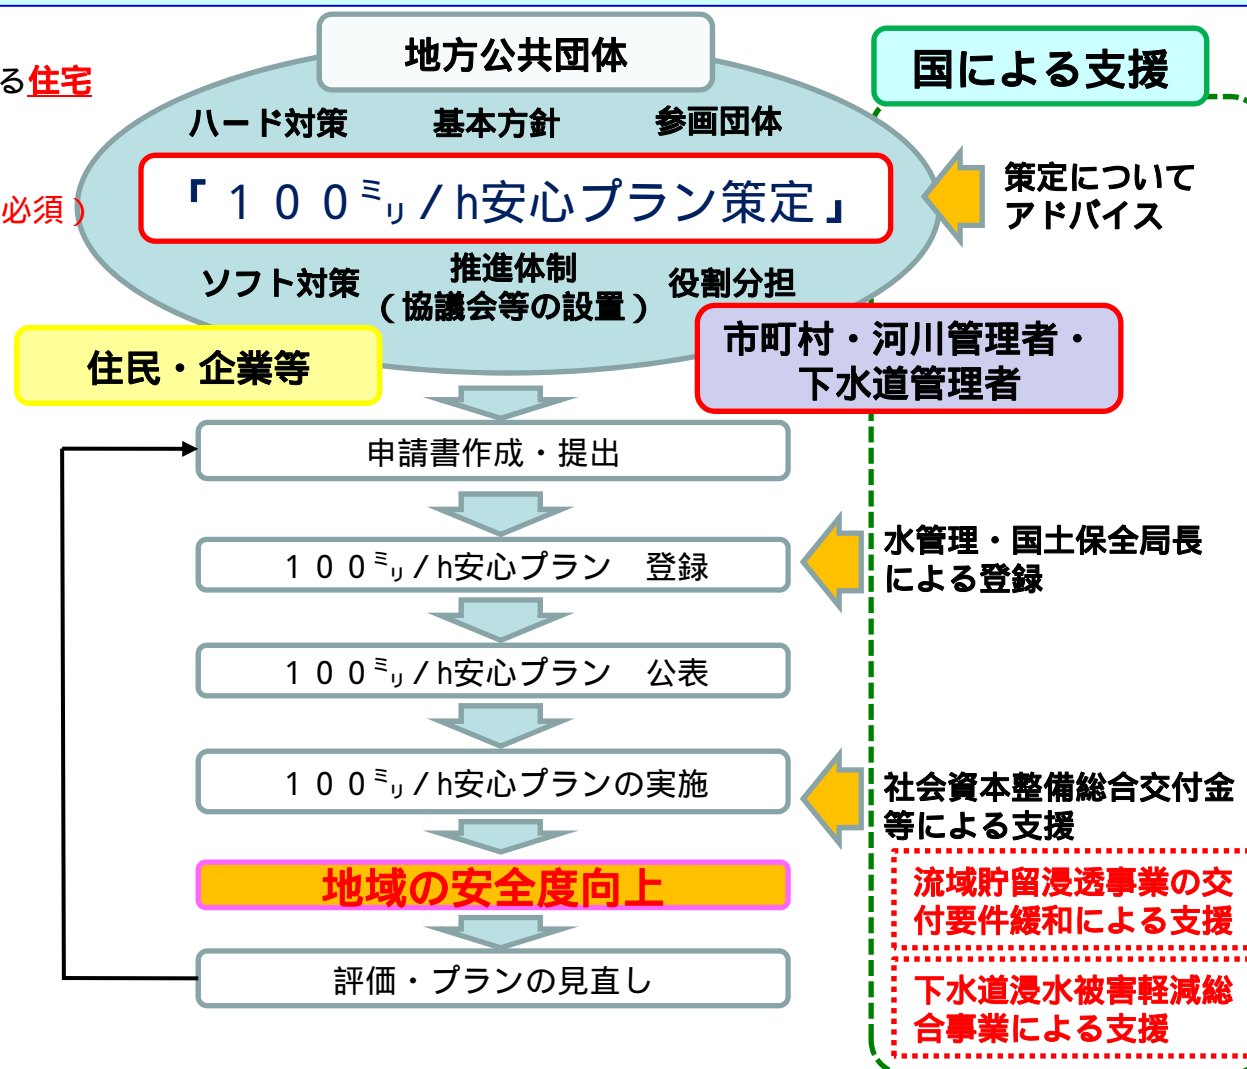 地方公共団体
国による支援
る住宅
ハード対策
基本方針
参画団体
必須）
「１００㍉/h安心プラン策定」
策定について
アドバイス
ソフト対策
推進体制
（協議会等の設置）
役割分担
住民・企業等
市町村・河川管理者・
下水道管理者
申請書作成・提出
１００㍉/h安心プラン　登録
水管理・国土保全局長
による登録
１００㍉/h安心プラン　公表
１００㍉/h安心プランの実施
社会資本整備総合交付金
等による支援
地域の安全度向上
流域貯留浸透事業の交
付要件緩和による支援
評価・プランの見直し
下水道浸水被害軽減総
合事業による支援